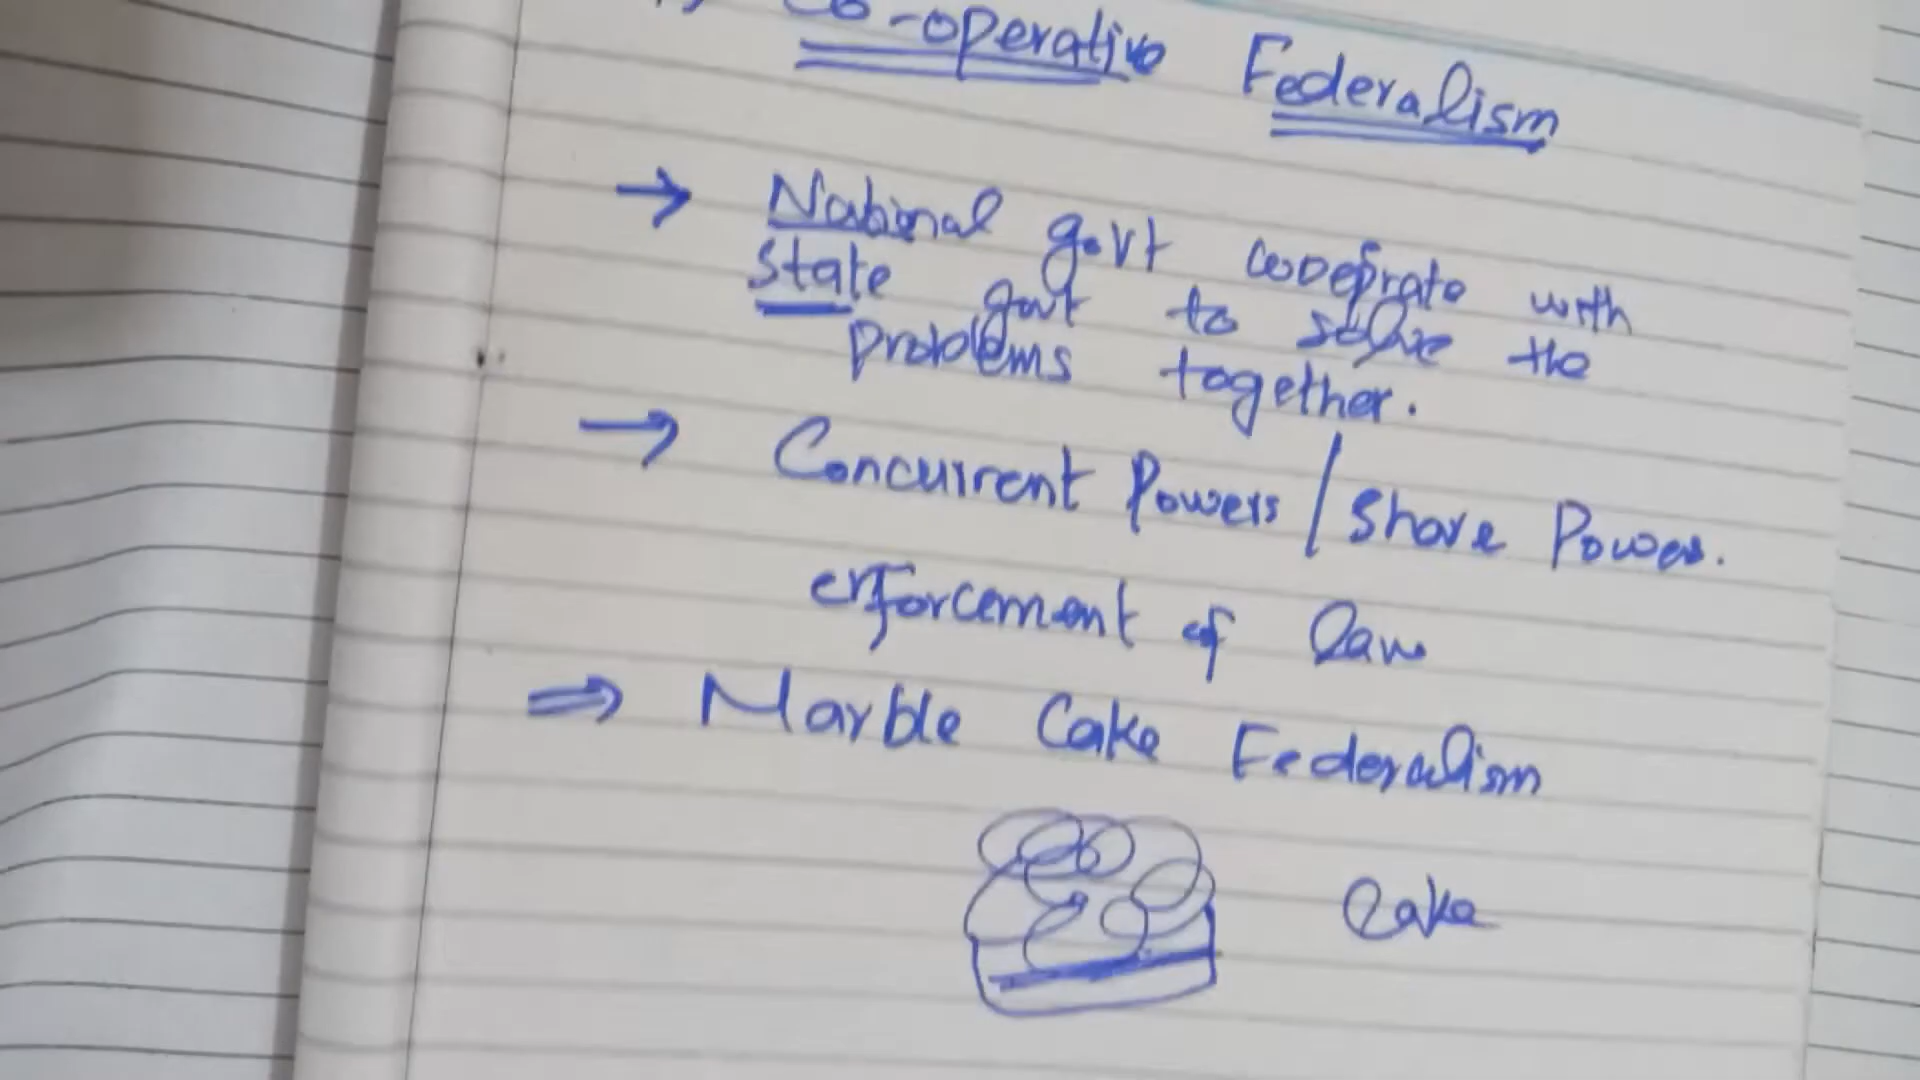 Co-operative Federalism
→ National govt cooperate with
state govt to solve the
problems together.
→ Concurrent Powers / Share Power.
enforcement of law
⇒ Marble Cake Federalism
Cake